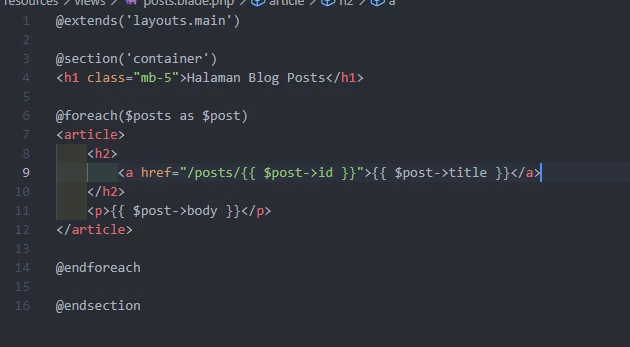 resources > views > posts.blade.php > article > h2 > a
1 @extends('layouts.main')
2
3 @section('container')
4 <h1 class="mb-5">Halaman Blog Posts</h1>
5
6 @foreach($posts as $post)
7 <article>
8 <h2>
9 <a href="/posts/{{ $post->id }}">{{ $post->title }}</a>
10 </h2>
11 <p>{{ $post->body }}</p>
12 </article>
13
14 @endforeach
15
16 @endsection